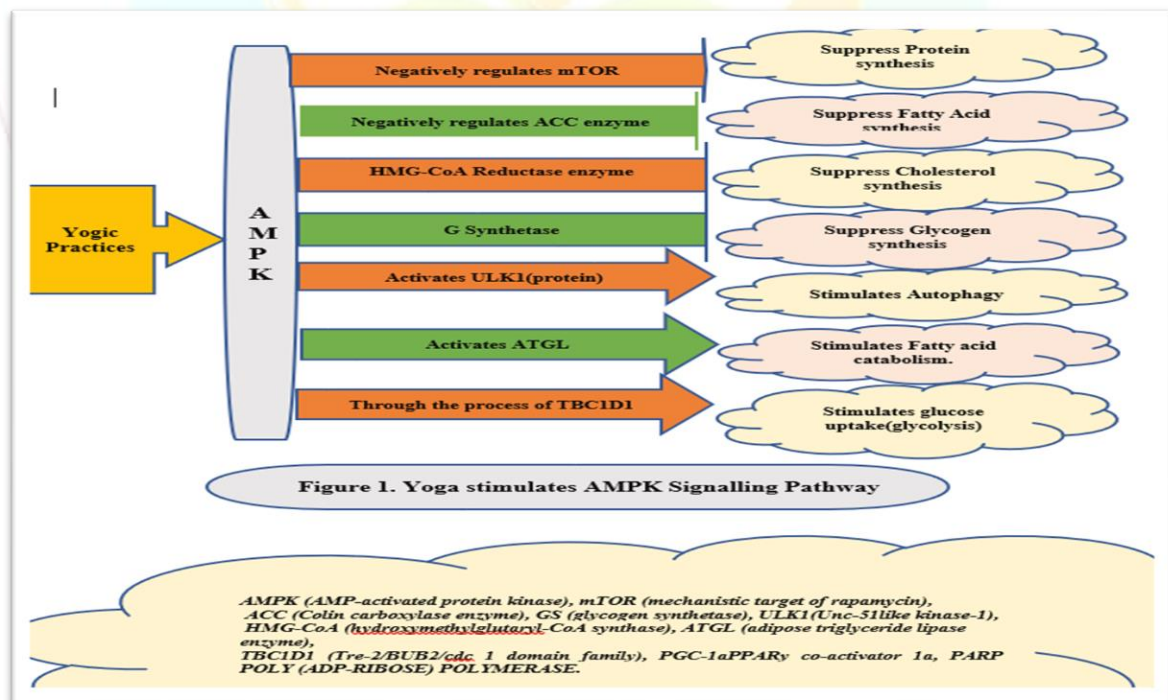 Negatively regulates mTOR
Suppress Protein
synthesis
Negatively regulates ACC enzyme
Suppress Fatty Acid
synthesis
HMG-CoA Reductase enzyme
Suppress Cholesterol
synthesis
Yogic
Practices
A
M
P
K
G Synthetase
Suppress Glycogen
synthesis
Activates ULK1(protein)
Stimulates Autophagy
Activates ATGL
Stimulates Fatty acid
catabolism.
Through the process of TBC1D1
Stimulates glucose
uptake(glycolysis)
Figure 1. Yoga stimulates AMPK Signalling Pathway
AMPK (AMP-activated protein kinase), mTOR (mechanistic target of rapamycin),
ACC (Colin carboxylase enzyme), GS (glycogen synthetase), ULK1(Unc-51like kinase-1),
HMG-CoA (hydroxymethylglutaryl-CoA synthase), ATGL (adipose triglyceride lipase
enzyme),
TBC1D1 (Tre-2/BUB2/cdc 1 domain family), PGC-1aPPARy co-activator 1a, PARP
POLY (ADP-RIBOSE) POLYMERASE.